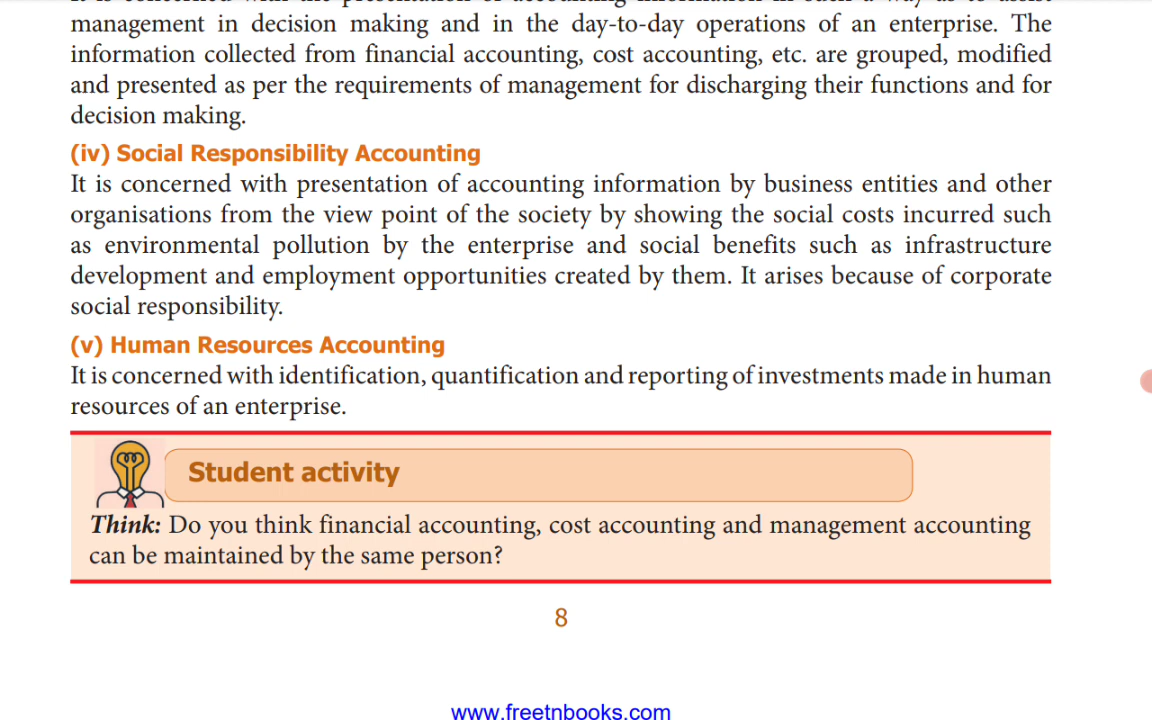 management in decision making and in the day-to-day operations of an enterprise. The
information collected from financial accounting, cost accounting, etc. are grouped, modified
and presented as per the requirements of management for discharging their functions and for
decision making.
(iv) Social Responsibility Accounting
It is concerned with presentation of accounting information by business entities and other
organisations from the view point of the society by showing the social costs incurred such
as environmental pollution by the enterprise and social benefits such as infrastructure
development and employment opportunities created by them. It arises because of corporate
social responsibility.
(v) Human Resources Accounting
It is concerned with identification, quantification and reporting of investments made in human
resources of an enterprise.
Student activity
Think: Do you think financial accounting, cost accounting and management accounting
can be maintained by the same person?
8
www.freetnbooks.com